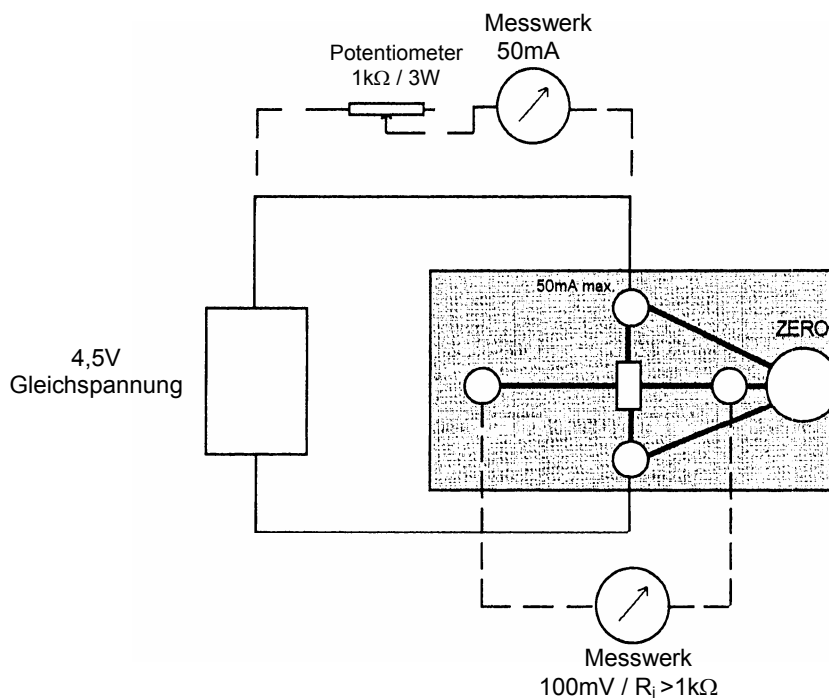 Messwerk
50mA
Potentiometer
1kΩ / 3W
50mA max.
ZERO
4,5V
Gleichspannung
Messwerk
100mV / Ri >1kΩ